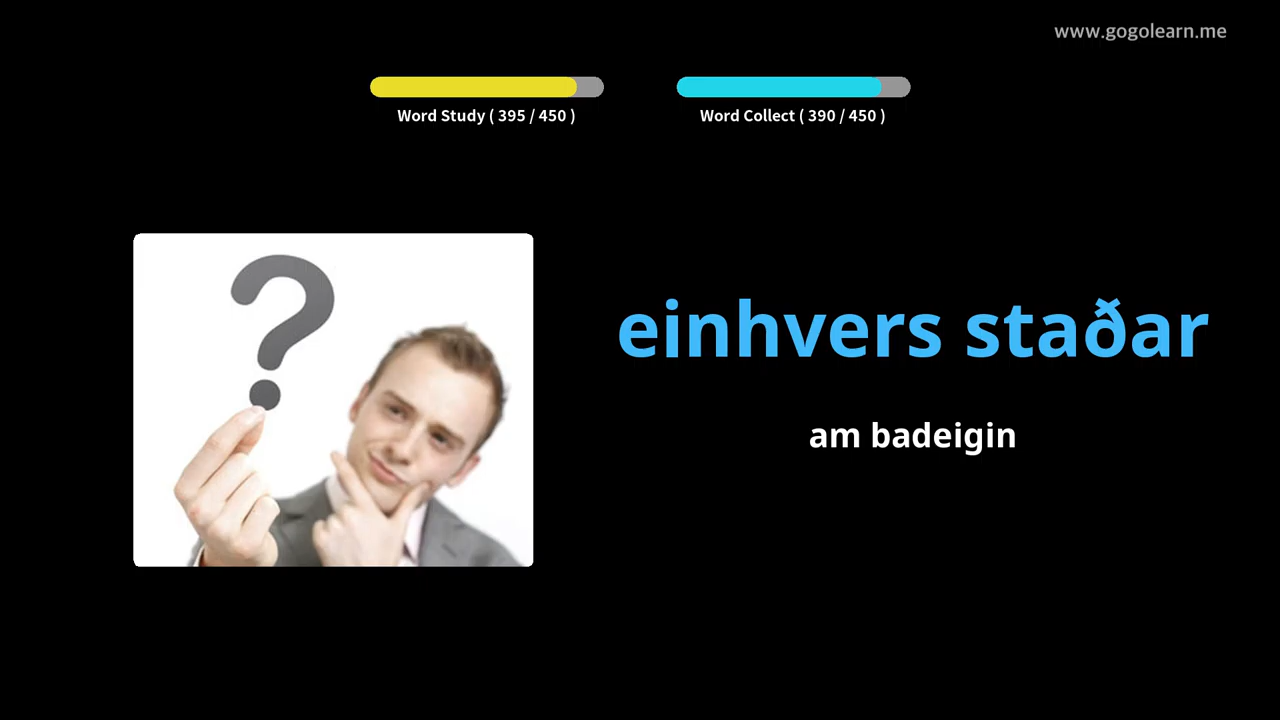 www.gogolearn.me
Word Study ( 395 / 450 )
Word Collect ( 390 / 450 )
einhvers staðar
am badeigin